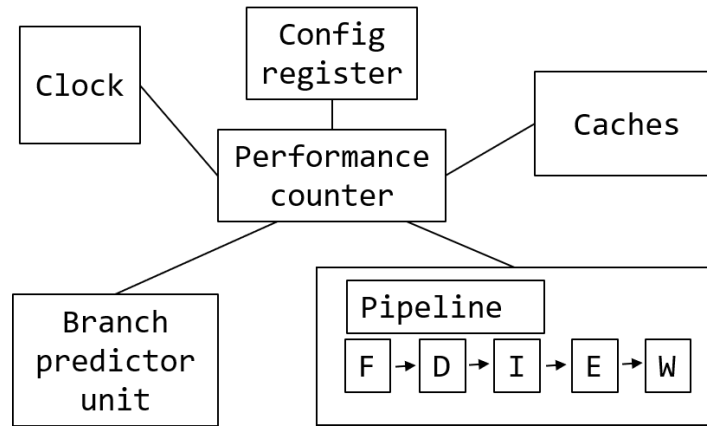 Config
register
Clock
Caches
Performance
counter
Branch
predictor
unit
Pipeline
F D I E W